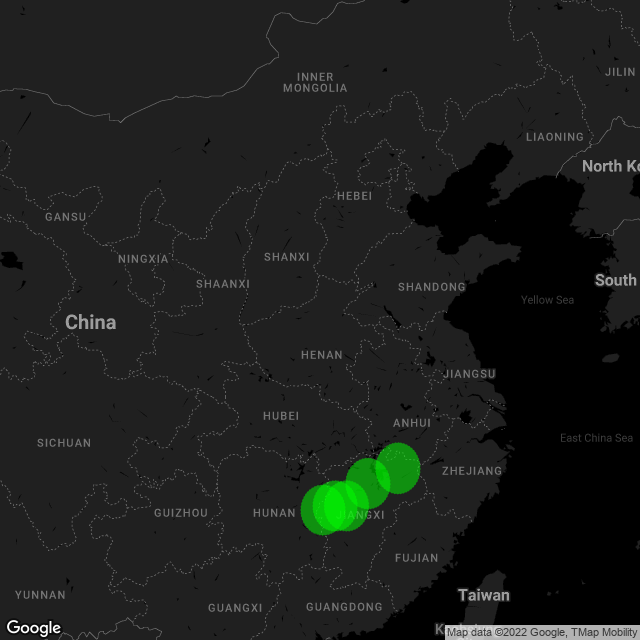 JILIN
INNER
MONGOLIA
LIAONING
North Ko
HEBEI
GANSU
NINGXIA
SHANXI
SHAANXI
SHANDONG
South
Yellow Sea
China
HENAN
JIANGSU
HUBEI
ANHUI
SICHUAN
East China Sea
ZHEJIANG
GUIZHOU
HUNAN
JIANGXI
FUJIAN
YUNNAN
GUANGXI
GUANGDONG
Taiwan
Google
Map data ©2022 Google, TMap Mobility